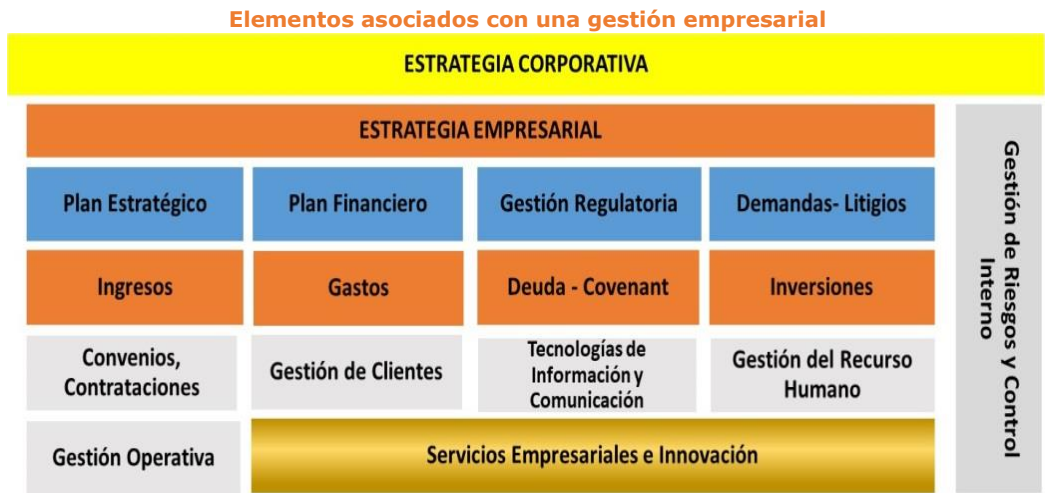 Elementos asociados con una gestión empresarial
ESTRATEGIA CORPORATIVA
ESTRATEGIA EMPRESARIAL
Plan Estratégico
Plan Financiero
Gestión Regulatoria
Demandas- Litigios
Ingresos
Gastos
Deuda - Covenant
Inversiones
Convenios,
Contrataciones
Gestión de Clientes
Tecnologías de
Información y
Comunicación
Gestión del Recurso
Humano
Gestión Operativa
Servicios Empresariales e Innovación
Gestión de Riesgos y Control
Interno